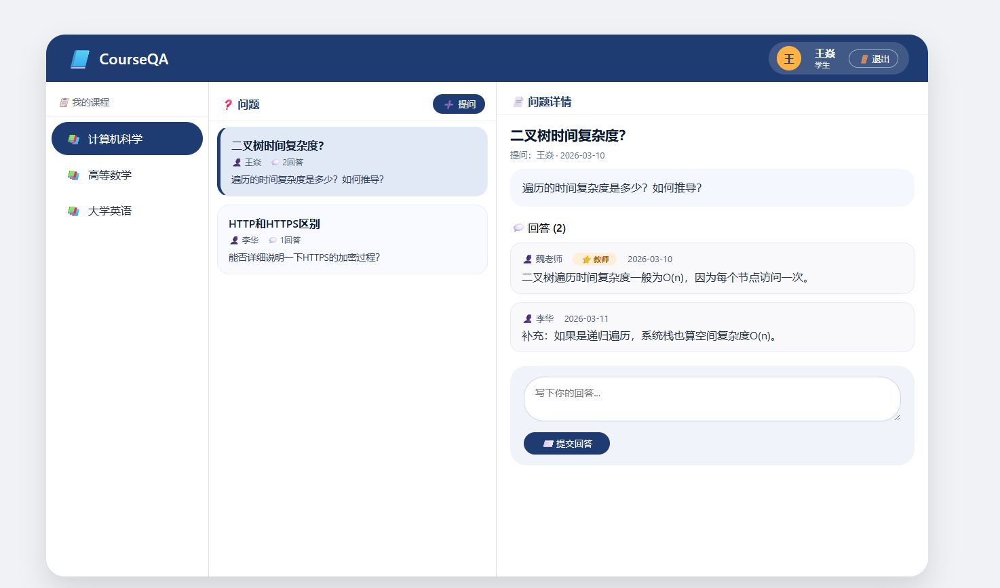 CourseQA
王
王焱
学生
退出
我的课程
计算机科学
高等数学
大学英语
问题
提问
二叉树时间复杂度?
王焱 2回答
遍历的时间复杂度是多少? 如何推导?
HTTP和HTTPS区别
李华 1回答
能否详细说明一下HTTPS的加密过程?
问题详情
二叉树时间复杂度?
提问: 王焱 · 2026-03-10
遍历的时间复杂度是多少? 如何推导?
回答 (2)
魏老师 教师 2026-03-10
二叉树遍历时间复杂度一般为O(n)，因为每个节点访问一次。
李华 2026-03-11
补充：如果是递归遍历，系统栈也算空间复杂度O(n)。
写下你的回答...
提交回答